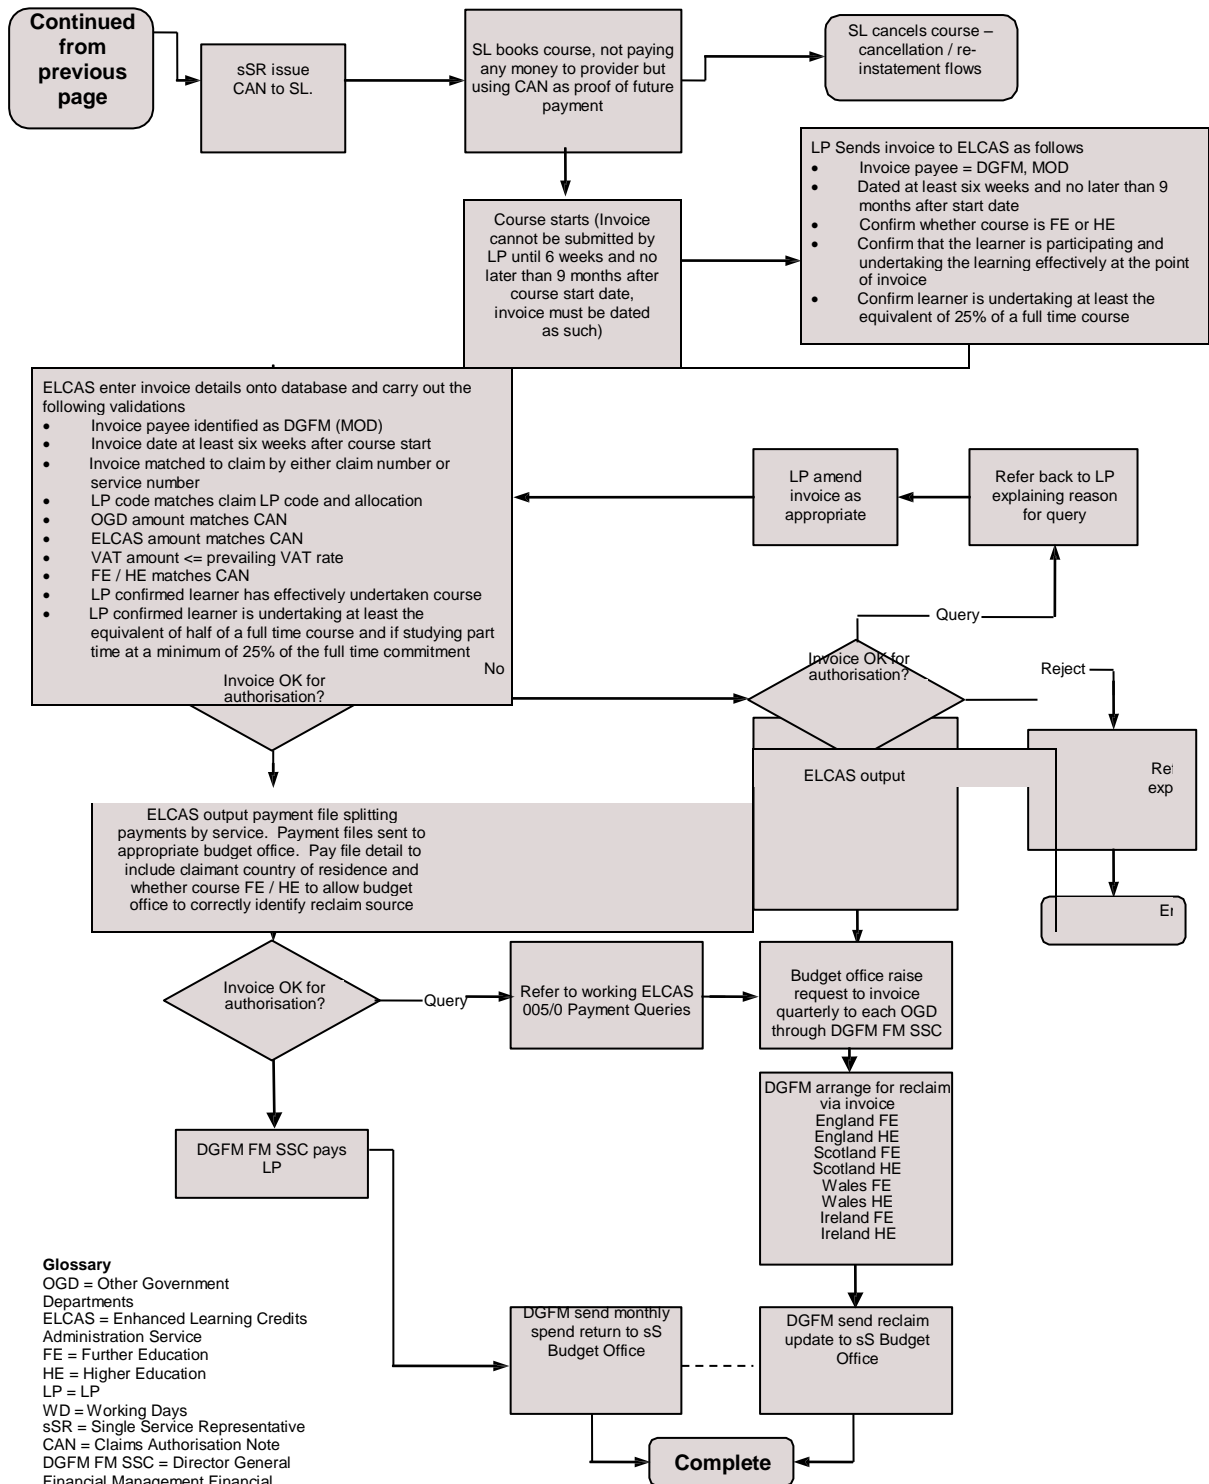 Continued
from
previous
page
sSR issue
CAN to SL.
SL books course, not paying
any money to provider but
using CAN as proof of future
payment
SL cancels course –
cancellation / re-
instatement flows
Course starts (Invoice
cannot be submitted by
LP until 6 weeks and no
later than 9 months after
course start date,
invoice must be dated
as such)
LP Sends invoice to ELCAS as follows
• Invoice payee = DGFM, MOD
• Dated at least six weeks and no later than 9
months after start date
• Confirm whether course is FE or HE
• Confirm that the learner is participating and
undertaking the learning effectively at the point
of invoice
• Confirm learner is undertaking at least the
equivalent of 25% of a full time course
ELCAS enter invoice details onto database and carry out the
following validations
• Invoice payee identified as DGFM (MOD)
• Invoice date at least six weeks after course start
• Invoice matched to claim by either claim number or
service number
• LP code matches claim LP code and allocation
• OGD amount matches CAN
• ELCAS amount matches CAN
• VAT amount <= prevailing VAT rate
• FE / HE matches CAN
• LP confirmed learner has effectively undertaken course
• LP confirmed learner is undertaking at least the
equivalent of half of a full time course and if studying part
time at a minimum of 25% of the full time commitment
No
Invoice OK for
authorisation?
LP amend
invoice as
appropriate
Refer back to LP
explaining reason
for query
Query
Invoice OK for
authorisation?
Reject
ELCAS output
ELCAS output payment file splitting
payments by service. Payment files sent to
appropriate budget office. Pay file detail to
include claimant country of residence and
whether course FE / HE to allow budget
office to correctly identify reclaim source
Invoice OK for
authorisation?
Query
Refer to working ELCAS
005/0 Payment Queries
Budget office raise
request to invoice
quarterly to each OGD
through DGFM FM SSC
DGFM arrange for reclaim
via invoice
England FE
England HE
Scotland FE
Scotland HE
Wales FE
Wales HE
Ireland FE
Ireland HE
DGFM FM SSC pays
LP
DGFM send monthly
spend return to sS
Budget Office
DGFM send reclaim
update to sS Budget
Office
Complete
Glossary
OGD = Other Government
Departments
ELCAS = Enhanced Learning Credits
Administration Service
FE = Further Education
HE = Higher Education
LP = LP
WD = Working Days
sSR = Single Service Representative
CAN = Claims Authorisation Note
DGFM FM SSC = Director General
Financial Management Financial